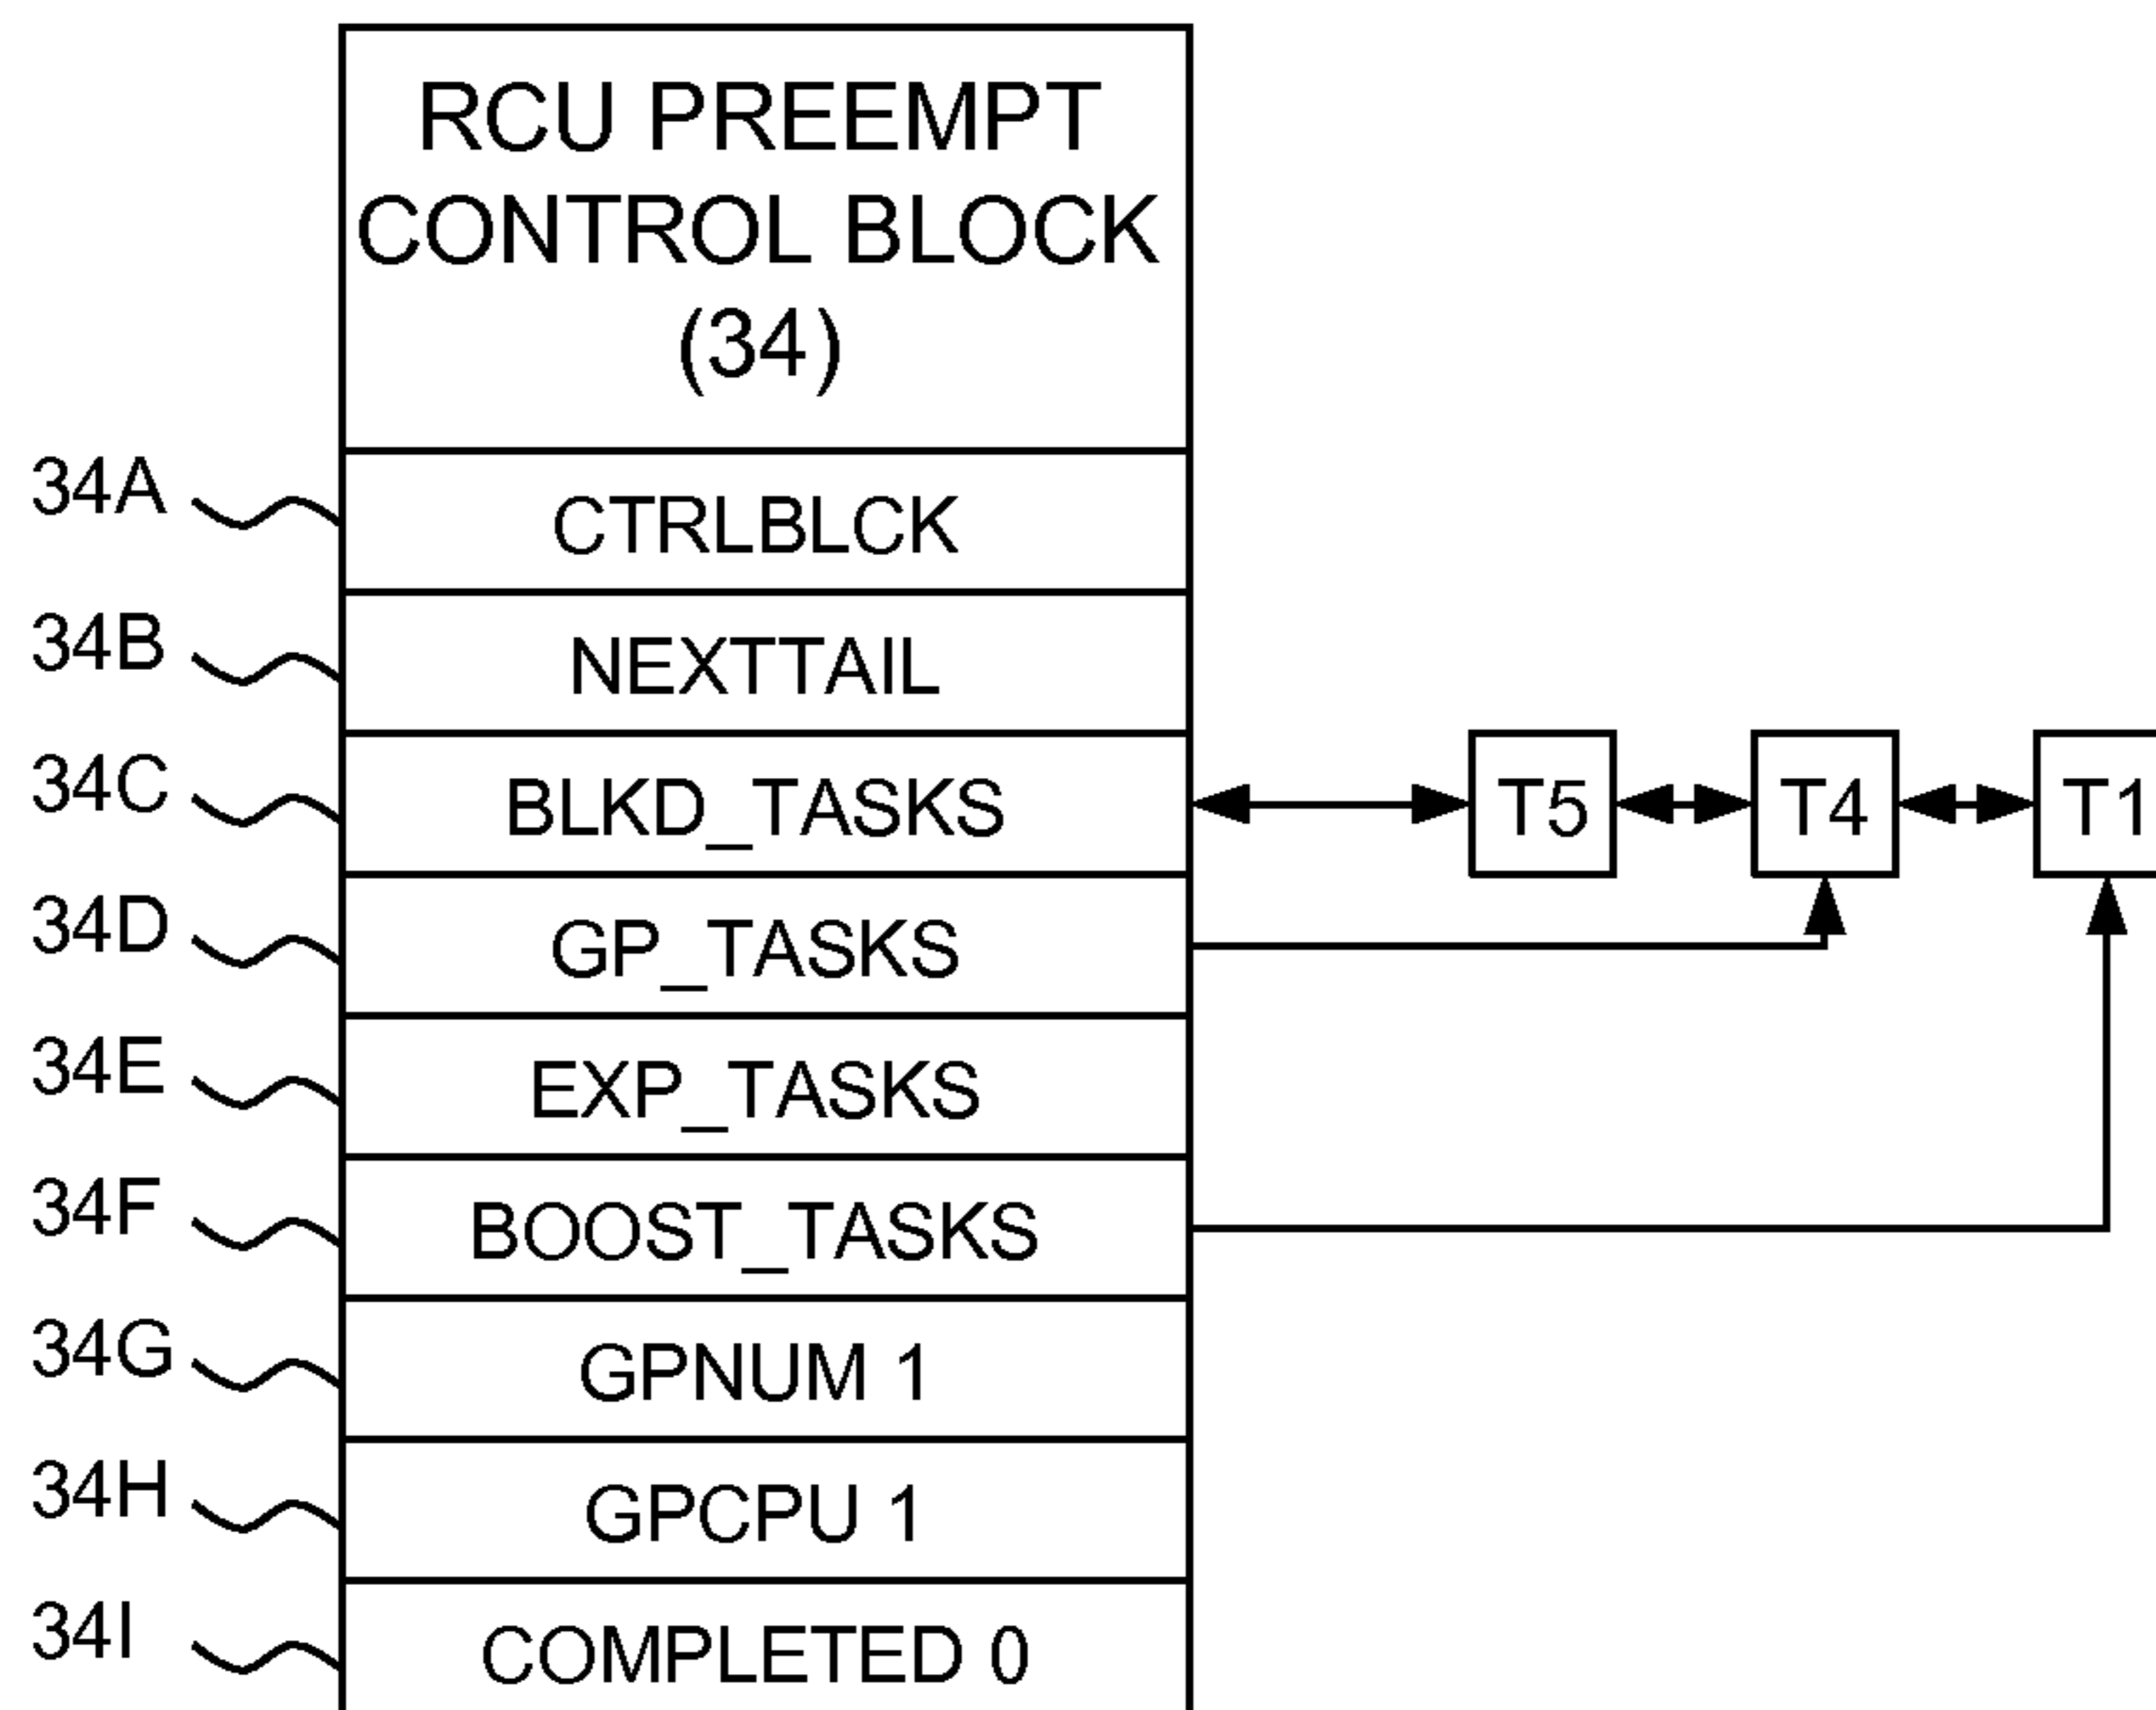 RCU PREEMPT
CONTROL BLOCK
(34)
34A CTRLBLCK
34B NEXTTAIL
34C BLKD_TASKS T5 T4 T1
34D GP_TASKS
34E EXP_TASKS
34F BOOST_TASKS
34G GPNUM 1
34H GPCPU 1
34I COMPLETED 0